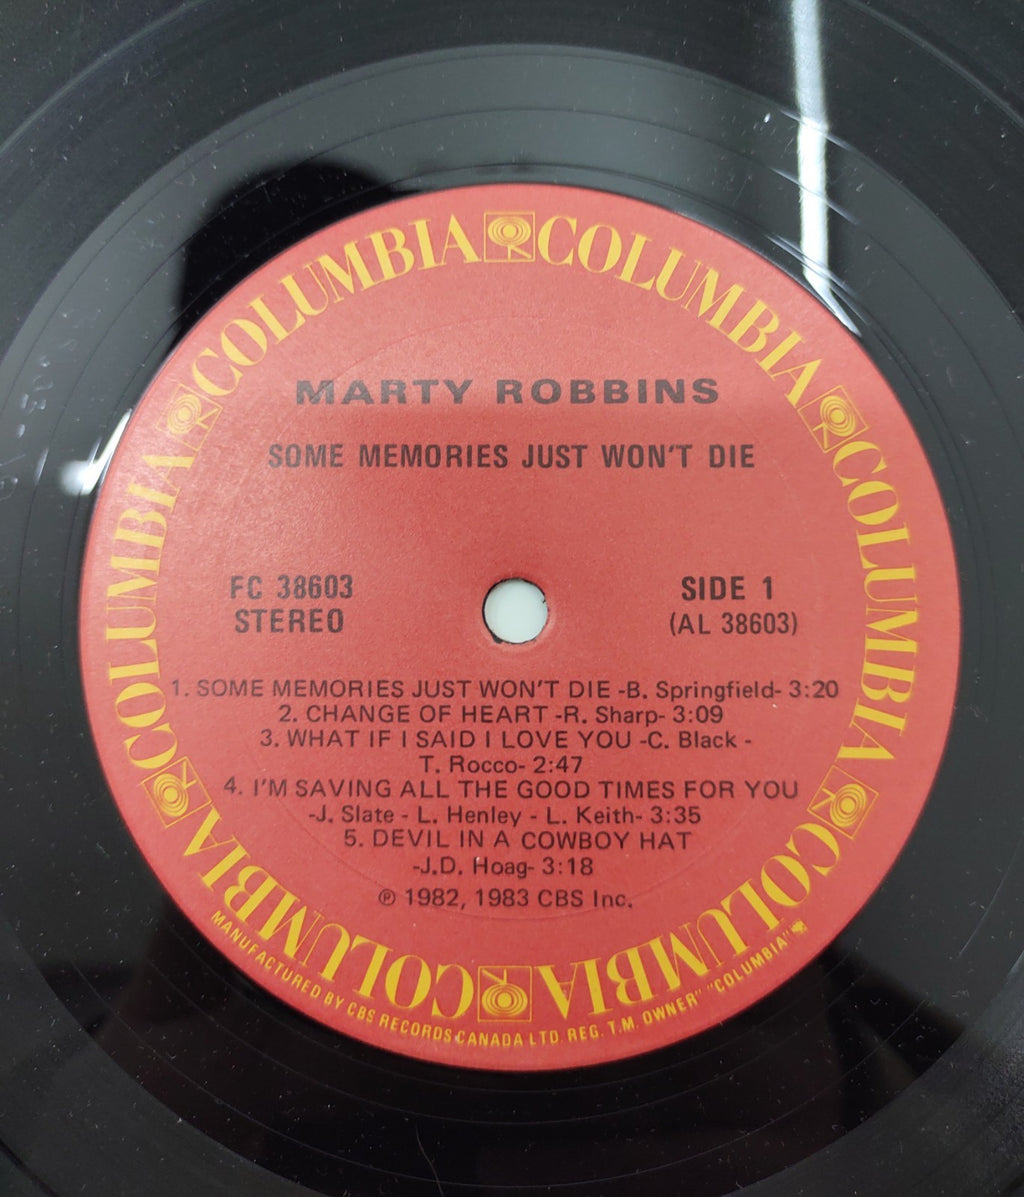 COLUMBIA COLUMBIA COLUMBIA COLUMBIA COLUMBIA COLUMBIA COLUMBIA COLUMBIA
MARTY ROBBINS
SOME MEMORIES JUST WON'T DIE
FC 38603
STEREO
SIDE 1
(AL 38603)
1. SOME MEMORIES JUST WON'T DIE -B. Springfield- 3:20
2. CHANGE OF HEART -R. Sharp- 3:09
3. WHAT IF I SAID I LOVE YOU -C. Black -
T. Rocco- 2:47
4. I'M SAVING ALL THE GOOD TIMES FOR YOU
-J. Slate - L. Henley - L. Keith- 3:35
5. DEVIL IN A COWBOY HAT
-J.D. Hoag- 3:18
℗ 1982, 1983 CBS Inc.
MANUFACTURED BY CBS RECORDS CANADA LTD. REG. T.M. OWNER" "COLUMBIA"